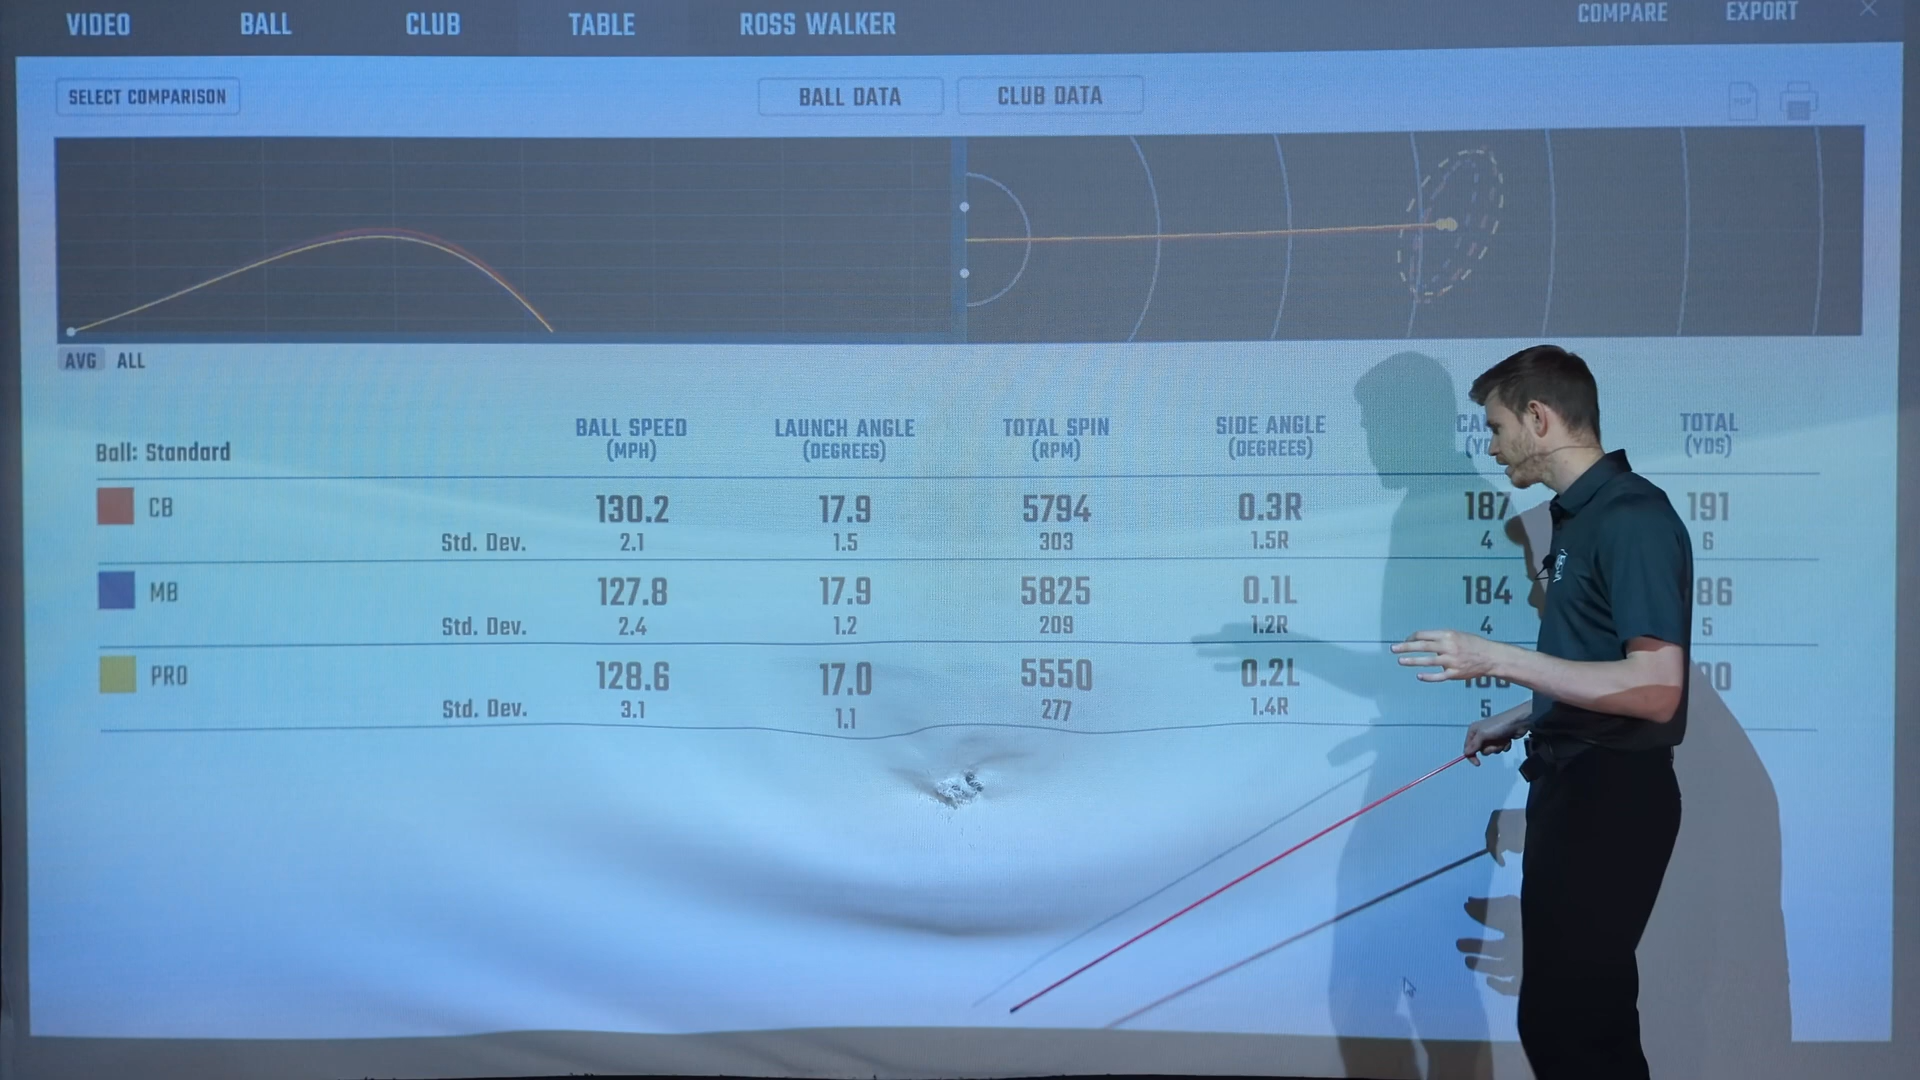 VIDEO BALL CLUB TABLE ROSS WALKER COMPARE EXPORT
SELECT COMPARISON BALL DATA CLUB DATA
AVG ALL
BALL SPEED LAUNCH ANGLE TOTAL SPIN SIDE ANGLE TOTAL
(MPH) (DEGREES) (RPM) (DEGREES) (YDS)
Ball: Standard
CB 130.2 17.9 5794 0.3R 187 191
Std. Dev. 2.1 1.5 303 1.5R 4 6
MB 127.8 17.9 5825 0.1L 184 86
Std. Dev. 2.4 1.2 209 1.2R 4 5
PRO 128.6 17.0 5550 0.2L
Std. Dev. 3.1 1.1 277 1.4R 5